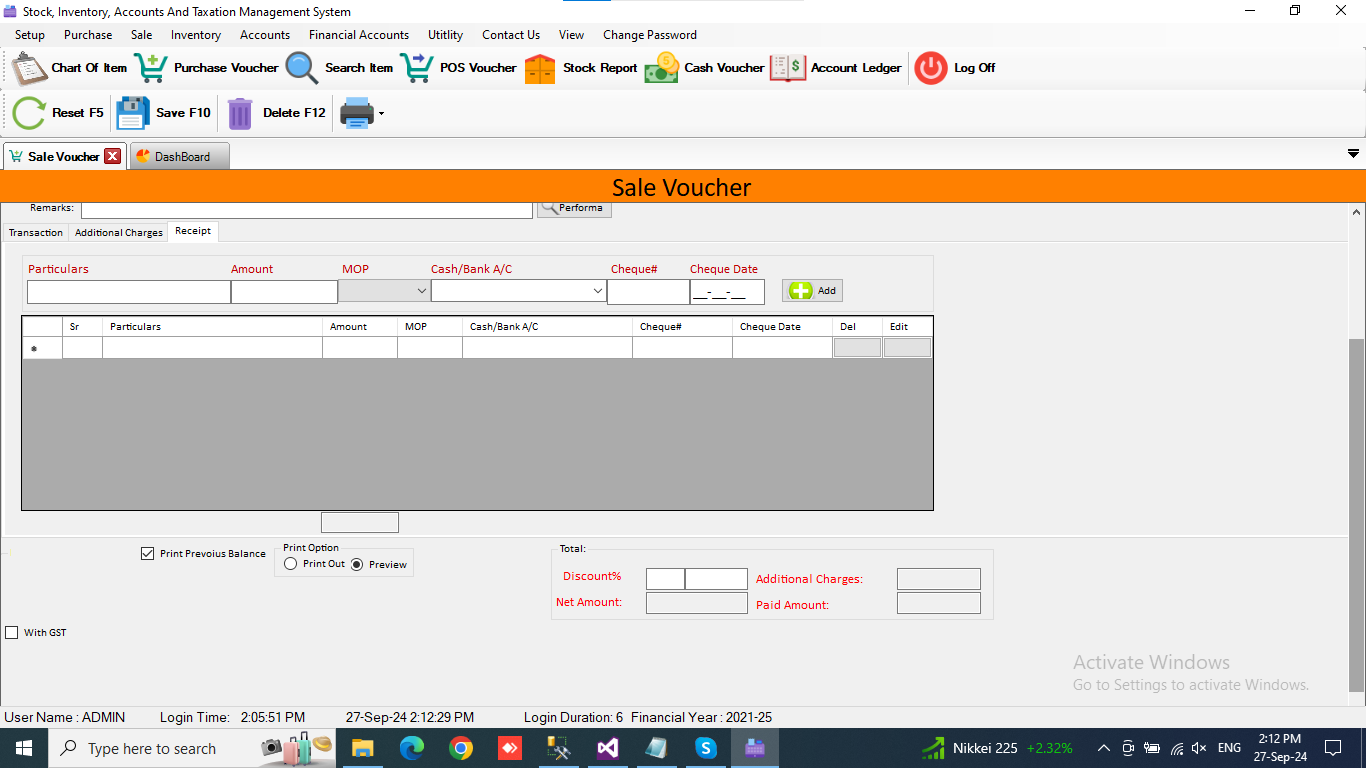 Stock, Inventory, Accounts And Taxation Management System
Setup Purchase Sale Inventory Accounts Financial Accounts Uitility Contact Us View Change Password
Chart Of Item Purchase Voucher Search Item POS Voucher Stock Report Cash Voucher Account Ledger Log Off
Reset F5 Save F10 Delete F12
Sale Voucher DashBoard
Sale Voucher
Remarks: Performa
Transaction Additional Charges Receipt
Particulars Amount MOP Cash/Bank A/C Cheque# Cheque Date
__-__-__ Add
Sr Particulars Amount MOP Cash/Bank A/C Cheque# Cheque Date Del Edit
Print Prevoius Balance Print Option Print Out Preview
Total:
Discount% Additional Charges:
Net Amount: Paid Amount:
With GST
Activate Windows
Go to Settings to activate Windows.
User Name : ADMIN Login Time: 2:05:51 PM 27-Sep-24 2:12:29 PM Login Duration: 6 Financial Year : 2021-25
Type here to search Nikkei 225 +2.32% ENG 2:12 PM
27-Sep-24